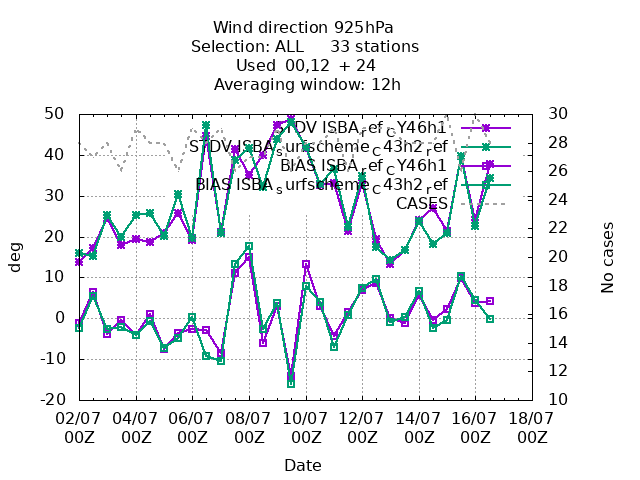 Wind direction 925hPa
Selection: ALL 33 stations
Used 00,12 + 24
Averaging window: 12h
STDV ISBA_ref_CY46h1
STDV ISBA_surfscheme_C43h2_ref
BIAS ISBA_ref_CY46h1
BIAS ISBA_surfscheme_C43h2_ref
CASES
50
40
30
20
10
0
-10
-20
deg
30
28
26
24
22
20
18
16
14
12
10
No cases
02/07 04/07 06/07 08/07 10/07 12/07 14/07 16/07 18/07
00Z 00Z 00Z 00Z 00Z 00Z 00Z 00Z 00Z
Date